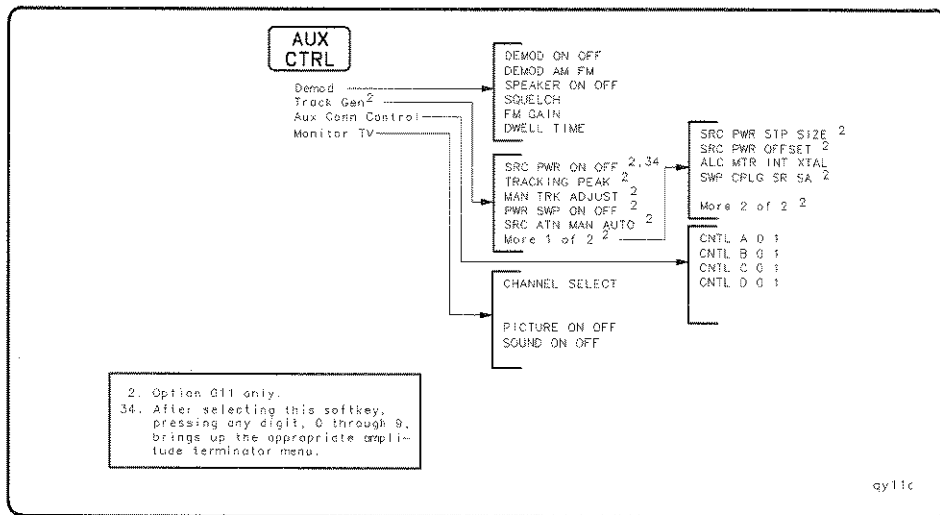 AUX
CTRL
Demod
Track Gen 2
Aux Conn Control
Monitor TV
DEMOD ON OFF
DEMOD AM FM
SPEAKER ON OFF
SQUELCH
FM GAIN
DWELL TIME
SRC PWR ON OFF 2,34
TRACKING PEAK 2
MAN TRK ADJUST 2
PWR SWP ON OFF 2
SRC ATN MAN AUTO 2
More 1 of 2 2
SRC PWR STP SIZE 2
SRC PWR OFFSET 2
ALC MTR INT XTAL
SWP CPLG SR SA 2
More 2 of 2 2
CNTL A 0 1
CNTL B 0 1
CNTL C 0 1
CNTL D 0 1
CHANNEL SELECT
PICTURE ON OFF
SOUND ON OFF
2. Option 011 only.
34. After selecting this softkey,
pressing any digit, 0 through 9,
brings up the appropriate ampli-
tude terminator menu.
qy11c